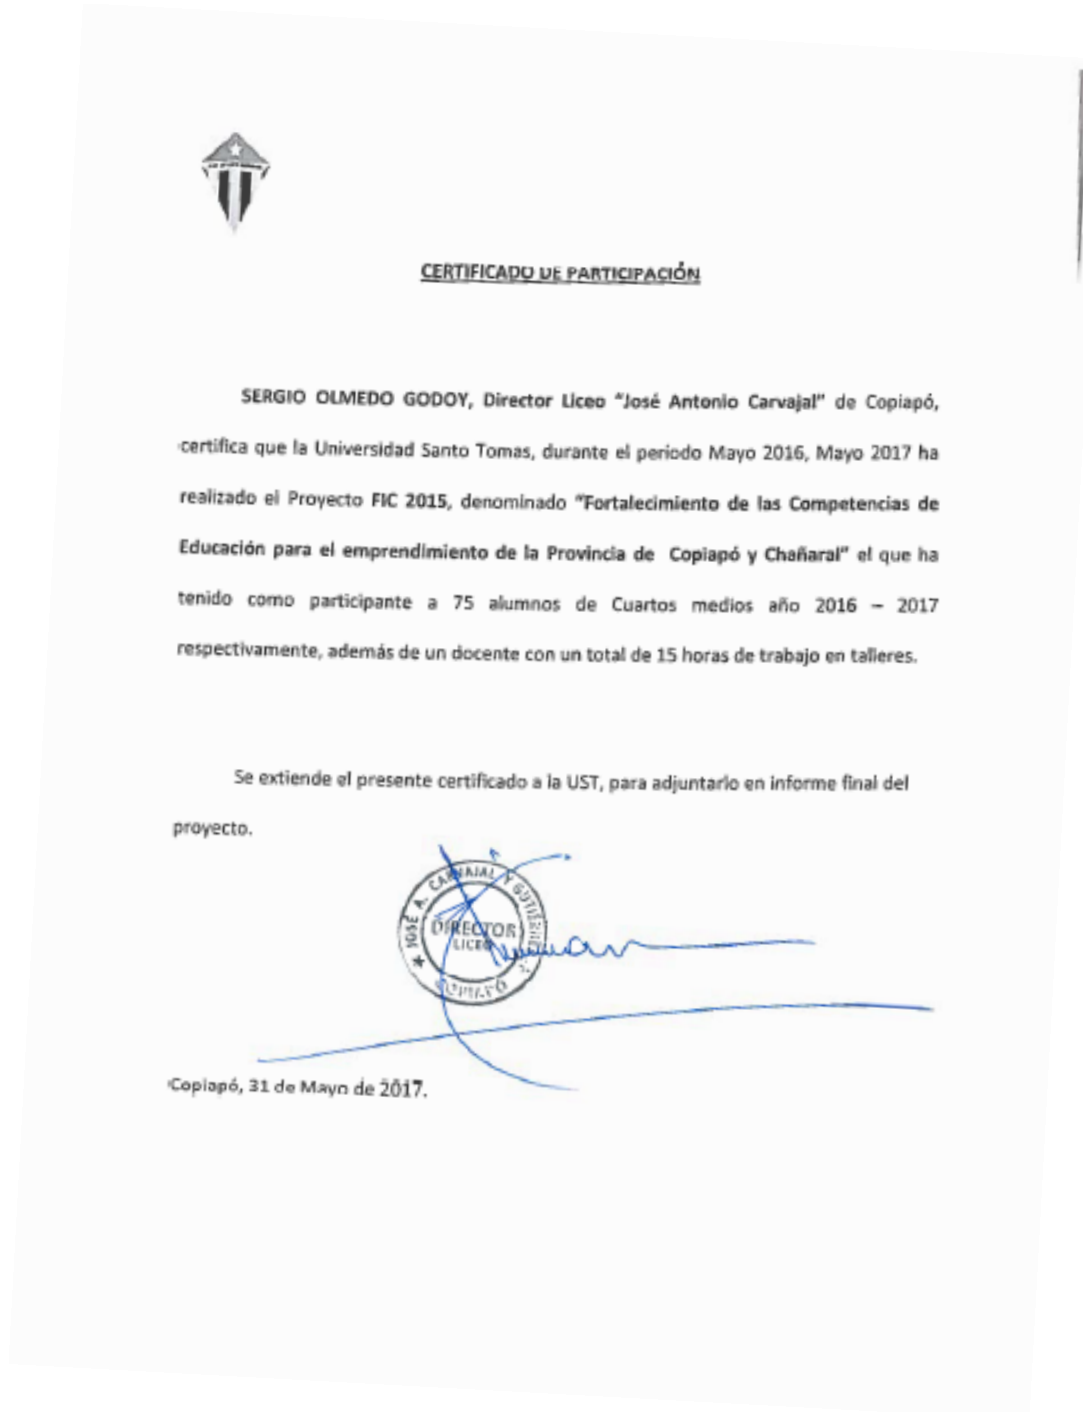 CERTIFICADO DE PARTICIPACIÓN
SERGIO OLMEDO GODOY, Director Liceo "José Antonio Carvajal" de Copiapó,
certifica que la Universidad Santo Tomas, durante el periodo Mayo 2016, Mayo 2017 ha
realizado el Proyecto FIC 2015, denominado "Fortalecimiento de las Competencias de
Educación para el emprendimiento de la Provincia de Copiapó y Chañaral" el que ha
tenido como participante a 75 alumnos de Cuartos medios año 2016 – 2017
respectivamente, además de un docente con un total de 15 horas de trabajo en talleres.
Se extiende el presente certificado a la UST, para adjuntarlo en informe final del
proyecto.
JOSÉ A. CARVAJAL Y
DIRECTOR
LICEO
COPIAPÓ
Copiapó, 31 de Mayo de 2017.